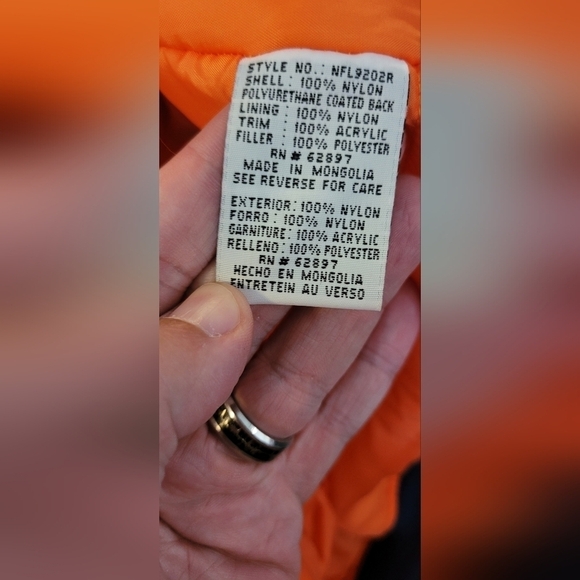 STYLE NO.: NFL9202R
SHELL: 100% NYLON
POLYURETHANE COATED BACK
LINING: 100% NYLON
TRIM : 100% ACRYLIC
FILLER : 100% POLYESTER
RN # 62897
MADE IN MONGOLIA
SEE REVERSE FOR CARE
EXTERIOR: 100% NYLON
FORRO : 100% NYLON
GARNITURE: 100% ACRYLIC
RELLENO: 100% POLYESTER
RN # 62897
HECHO EN MONGOLIA
ENTRETEIN AU VERSO